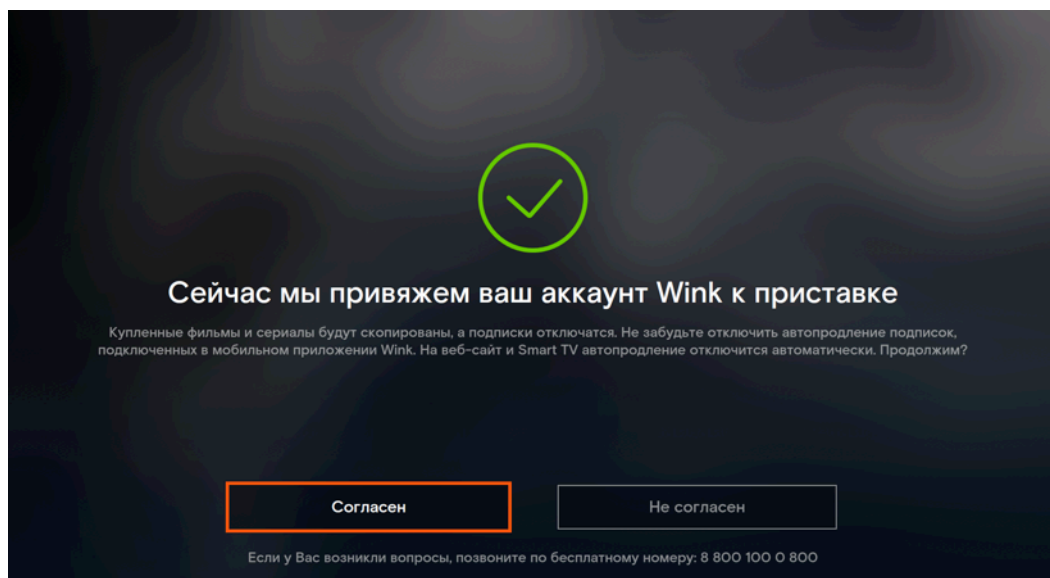 Сейчас мы привяжем ваш аккаунт Wink к приставке
Купленные фильмы и сериалы будут скопированы, а подписки отключатся. Не забудьте отключить автопродление подписок,
подключенных в мобильном приложении Wink. На веб-сайт и Smart TV автопродление отключится автоматически. Продолжим?
Согласен
Не согласен
Если у Вас возникли вопросы, позвоните по бесплатному номеру: 8 800 100 0 800